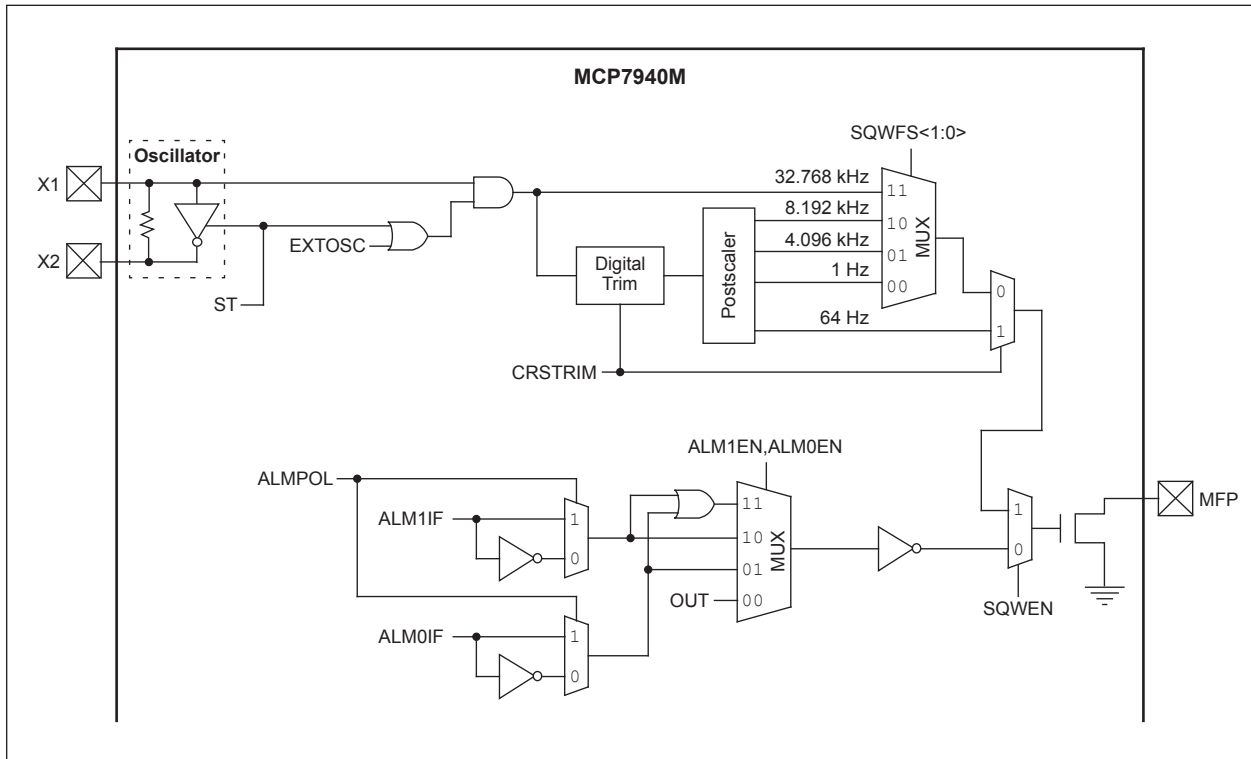 MCP7940M
SQWFS<1:0>
Oscillator
X1
X2
ST
EXTOSC
32.768 kHz
8.192 kHz
4.096 kHz
1 Hz
64 Hz
11
10
01
00
MUX
Digital
Trim
Postscaler
0
1
CRSTRIM
ALM1EN,ALM0EN
ALMPOL
ALM1IF
1
0
11
10
01
00
MUX
OUT
ALM0IF
1
0
1
0
SQWEN
MFP